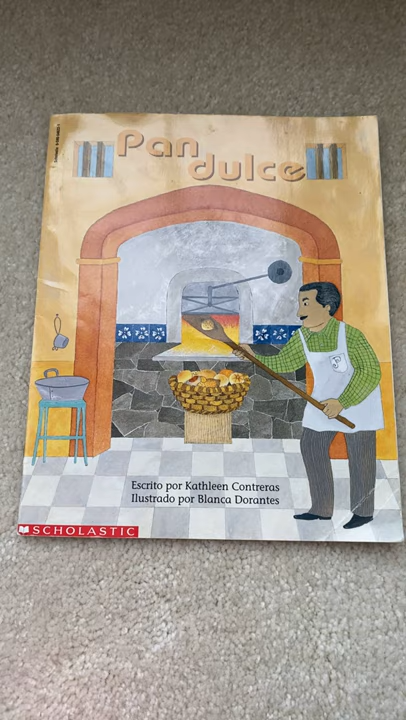 Pan
dulce
Escrito por Kathleen Contreras
Ilustrado por Blanca Dorantes
SCHOLASTIC